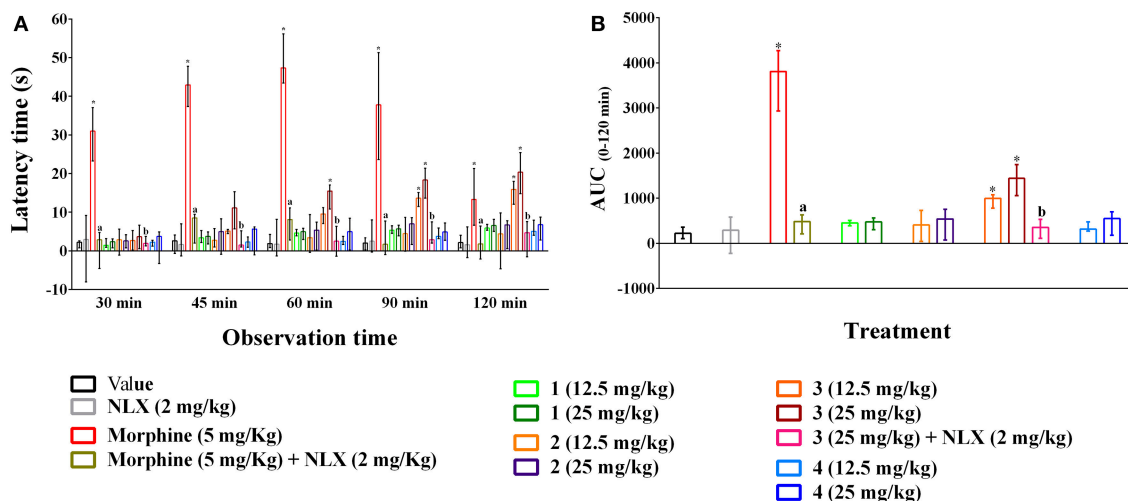 A
Latency time (s)
60
50
40
30
20
10
0
-10
*
a
b
*
a
b
*
a
*
b
*
a
*
*
b
*
a
*
*
b
30 min
45 min
60 min
90 min
120 min
Observation time
B
AUC (0-120 min)
5000
4000
3000
2000
1000
0
-1000
*
a
*
*
b
Treatment
Value
NLX (2 mg/kg)
Morphine (5 mg/Kg)
Morphine (5 mg/Kg) + NLX (2 mg/Kg)
1 (12.5 mg/kg)
1 (25 mg/kg)
2 (12.5 mg/kg)
2 (25 mg/kg)
3 (12.5 mg/kg)
3 (25 mg/kg)
3 (25 mg/kg) + NLX (2 mg/kg)
4 (12.5 mg/kg)
4 (25 mg/kg)